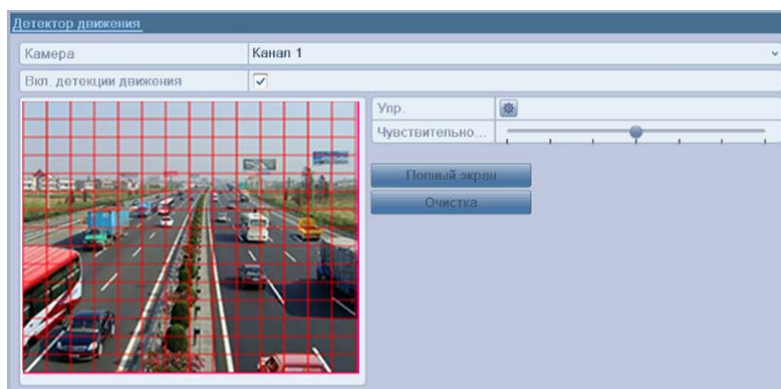 Детектор движения
Камера Канал 1
Вкл. детекции движения
Упр.
Чувствительно...
Полный экран
Очистка